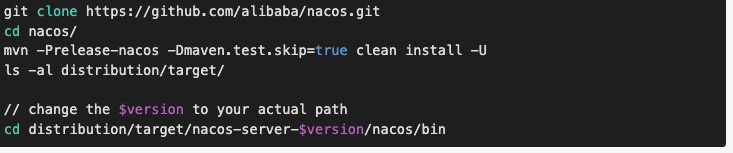 git clone https://github.com/alibaba/nacos.git
cd nacos/
mvn -Prelease-nacos -Dmaven.test.skip=true clean install -U
ls -al distribution/target/

// change the $version to your actual path
cd distribution/target/nacos-server-$version/nacos/bin